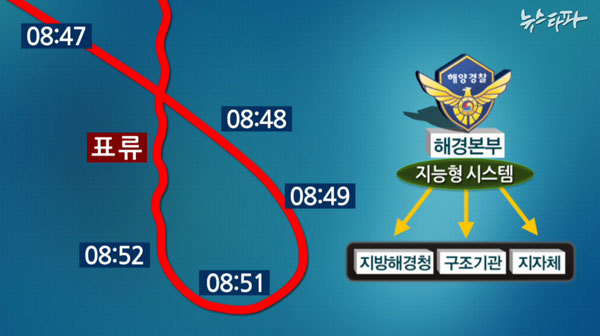 뉴스타파
08:47
08:48
표류
08:49
08:52
08:51
해양경찰
해경본부
지능형 시스템
지방해경청 구조기관 지자체